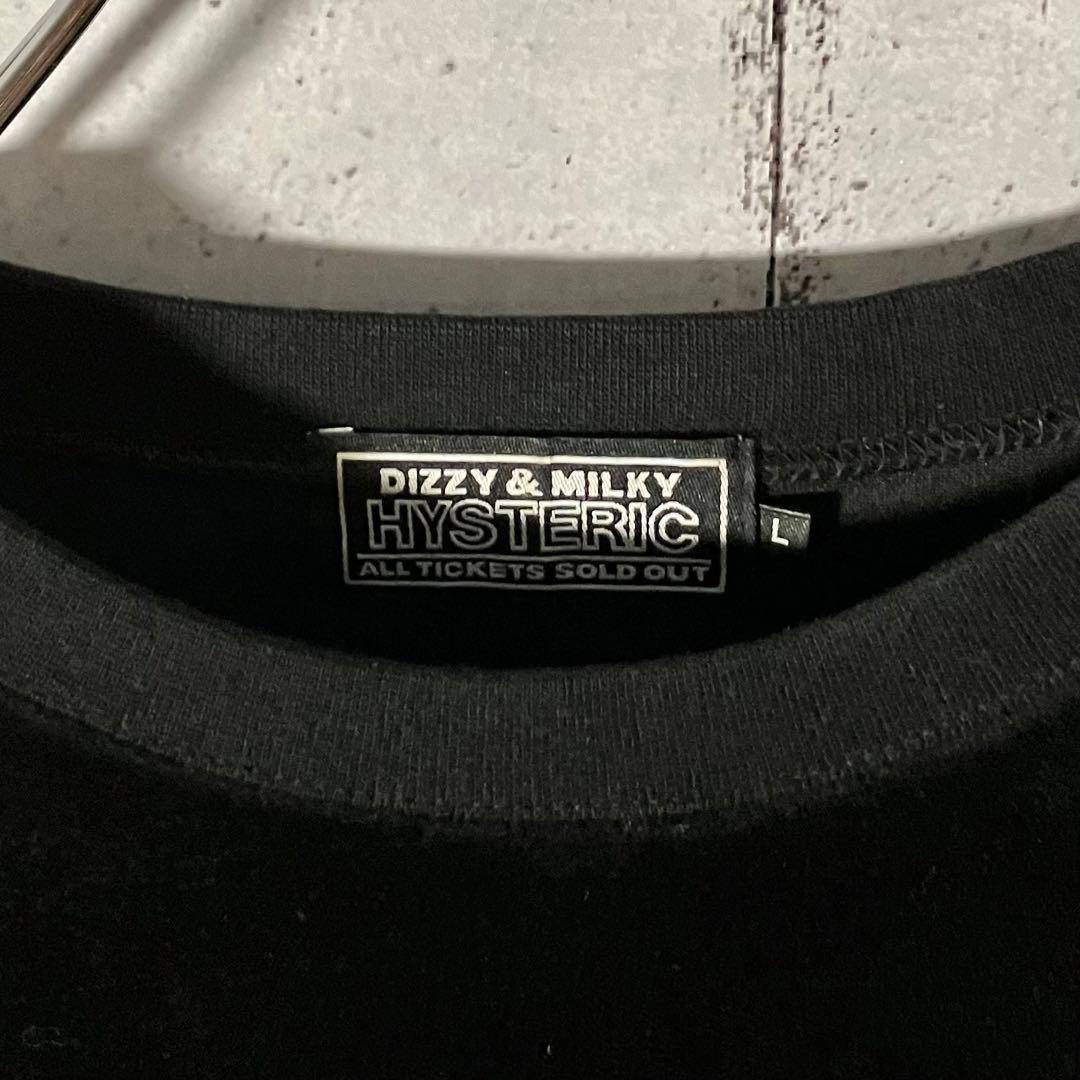 DIZZY & MILKY
HYSTERIC
ALL TICKETS SOLD OUT
L